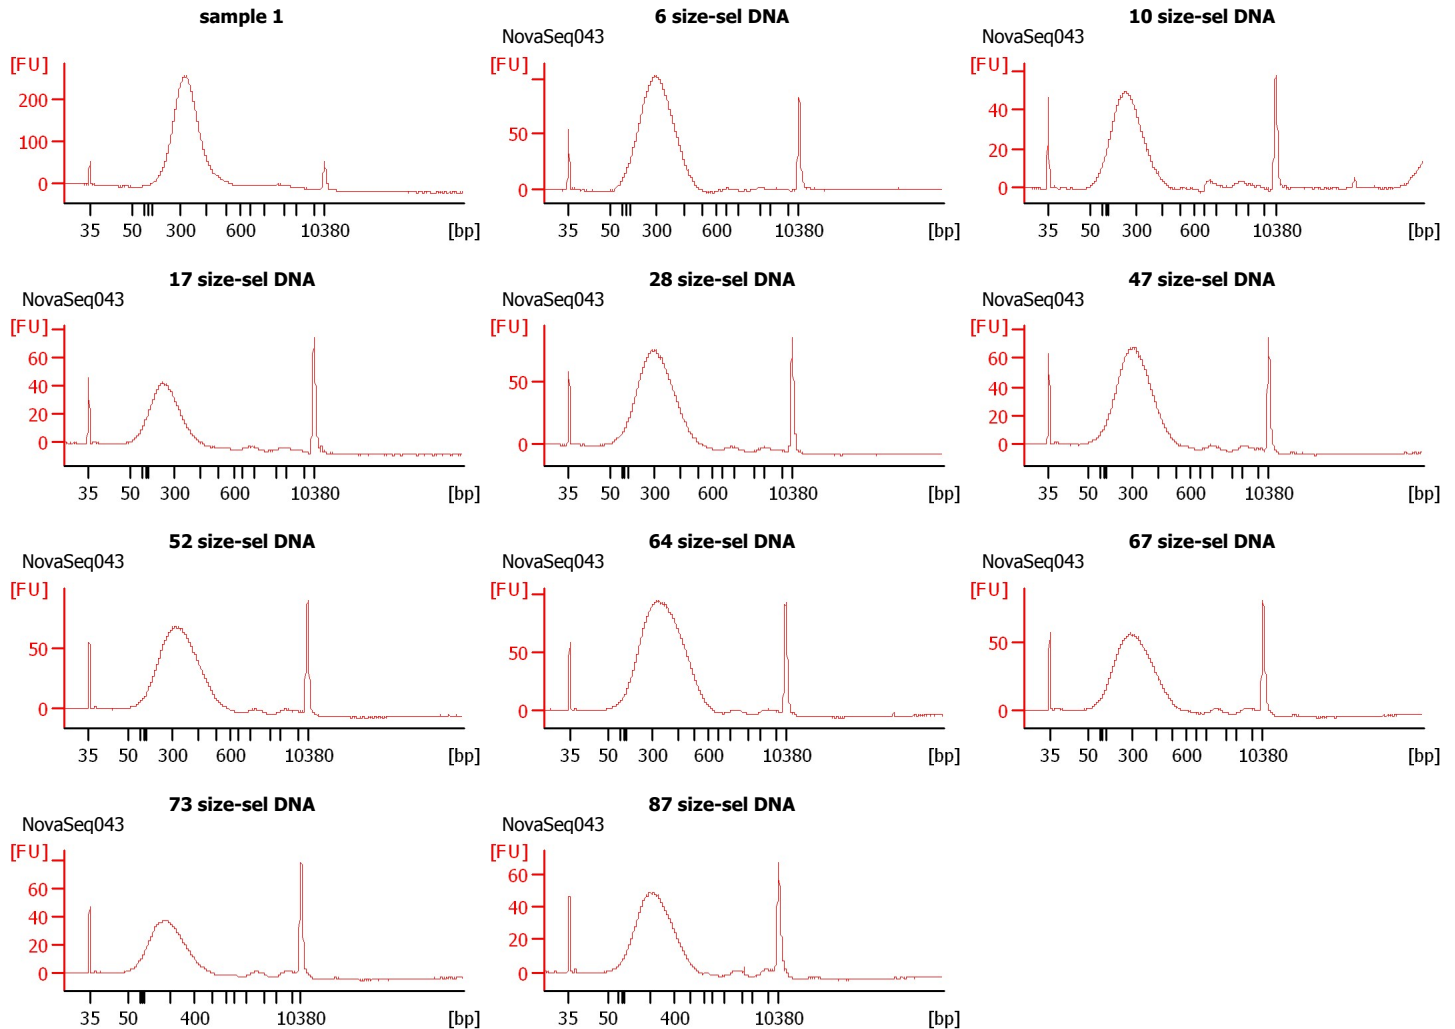 sample 1
[FU]
200
100
0
35 50 300 600 10380 [bp]
6 size-sel DNA
NovaSeq043
[FU]
50
0
35 50 300 600 10380 [bp]
10 size-sel DNA
NovaSeq043
[FU]
40
20
0
35 50 300 600 10380 [bp]
17 size-sel DNA
NovaSeq043
[FU]
60
40
20
0
35 50 300 600 10380 [bp]
28 size-sel DNA
NovaSeq043
[FU]
50
0
35 50 300 600 10380 [bp]
47 size-sel DNA
NovaSeq043
[FU]
60
40
20
0
35 50 300 600 10380 [bp]
52 size-sel DNA
NovaSeq043
[FU]
50
0
35 50 300 600 10380 [bp]
64 size-sel DNA
NovaSeq043
[FU]
50
0
35 50 300 600 10380 [bp]
67 size-sel DNA
NovaSeq043
[FU]
50
0
35 50 300 600 10380 [bp]
73 size-sel DNA
NovaSeq043
[FU]
60
40
20
0
35 50 400 10380 [bp]
87 size-sel DNA
NovaSeq043
[FU]
60
40
20
0
35 50 400 10380 [bp]